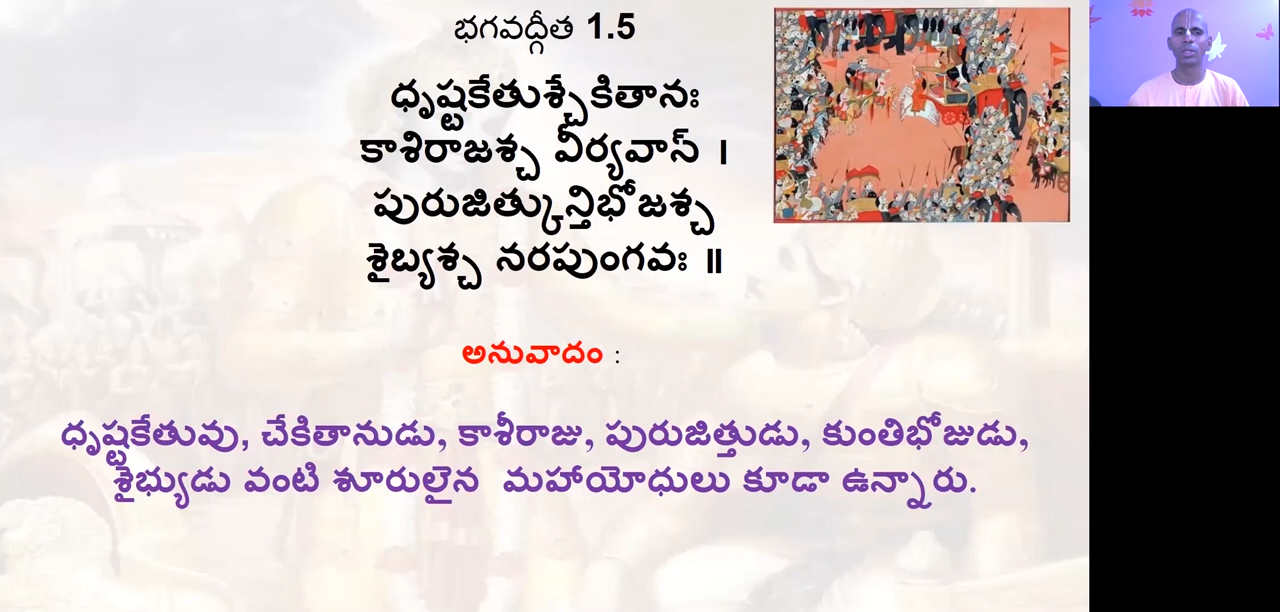 భగవద్గీత 1.5
ధృష్టకేతుశ్చేకితానః
కాశిరాజశ్చ వీర్యవాస్ ।
పురుజిత్కున్తిభోజశ్చ
శైబ్యశ్చ నరపుంగవః ॥
అనువాదం :
ధృష్టకేతువు, చేకితానుడు, కాశీరాజు, పురుజిత్తుడు, కుంతిభోజుడు,
శైభ్యుడు వంటి శూరులైన మహాయోధులు కూడా ఉన్నారు.